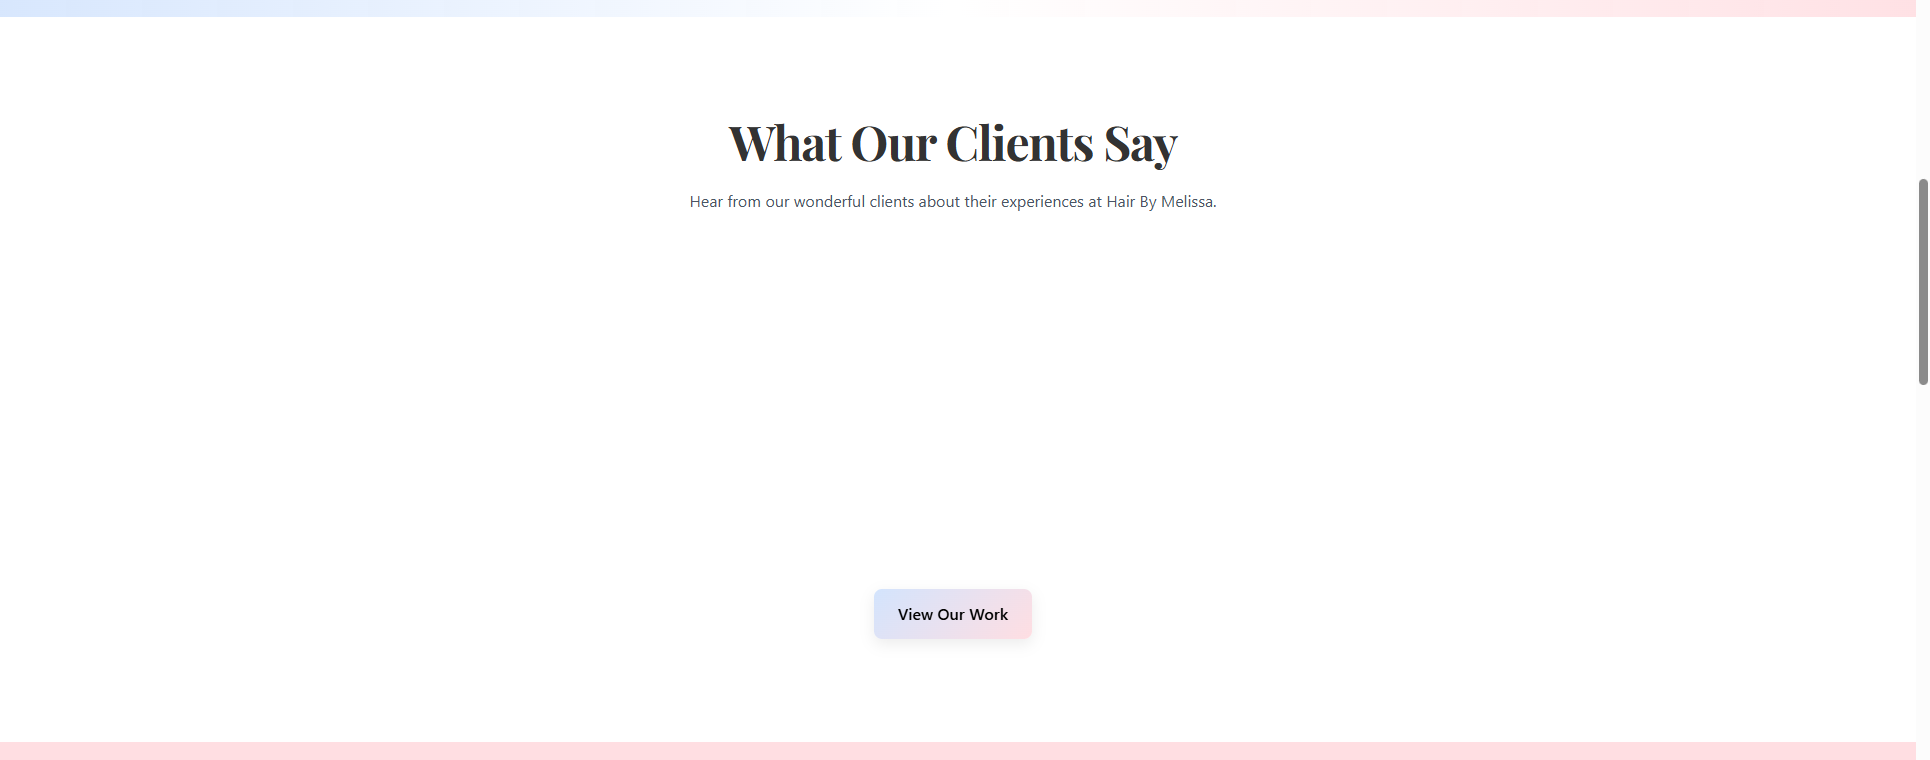 What Our Clients Say
Hear from our wonderful clients about their experiences at Hair By Melissa.
View Our Work